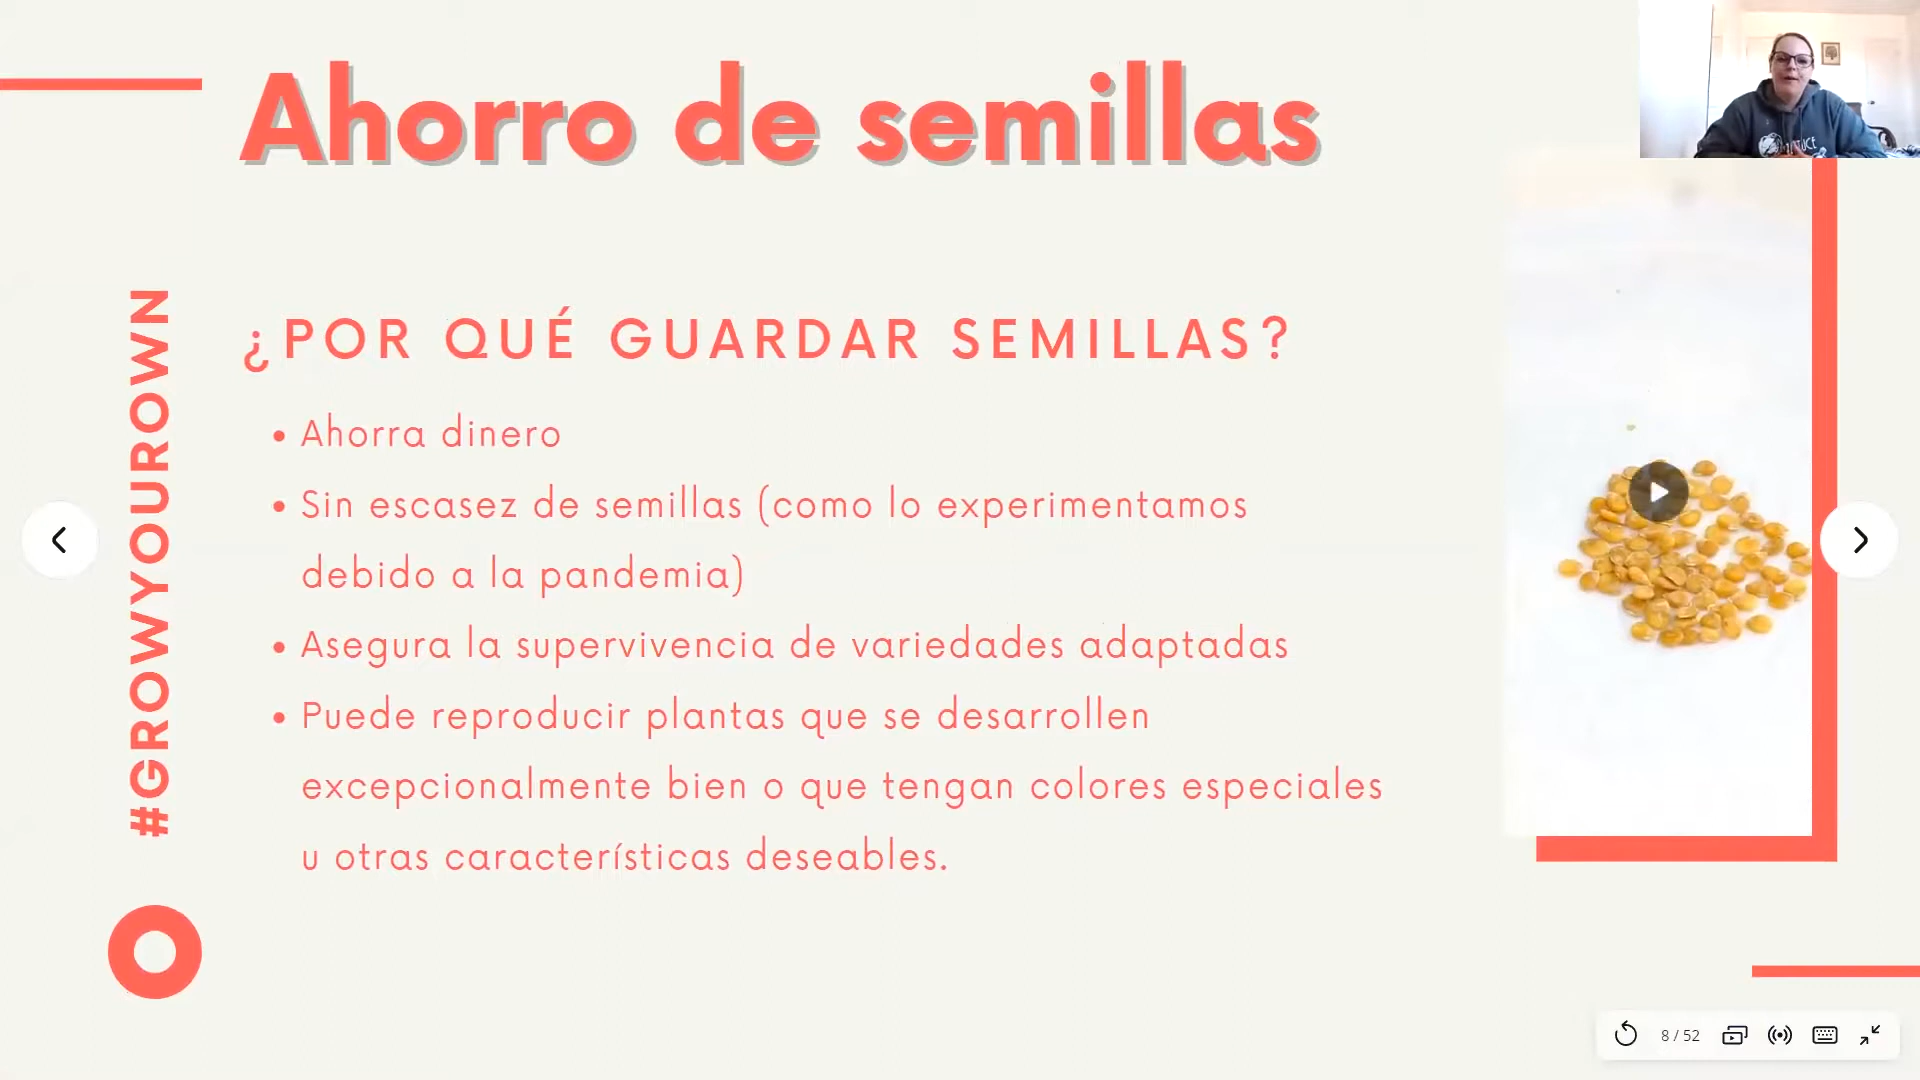 Ahorro de semillas
#GROWYOUROWN
¿POR QUÉ GUARDAR SEMILLAS?
• Ahorra dinero
• Sin escasez de semillas (como lo experimentamos
debido a la pandemia)
• Asegura la supervivencia de variedades adaptadas
• Puede reproducir plantas que se desarrollen
excepcionalmente bien o que tengan colores especiales
u otras características deseables.
8 / 52